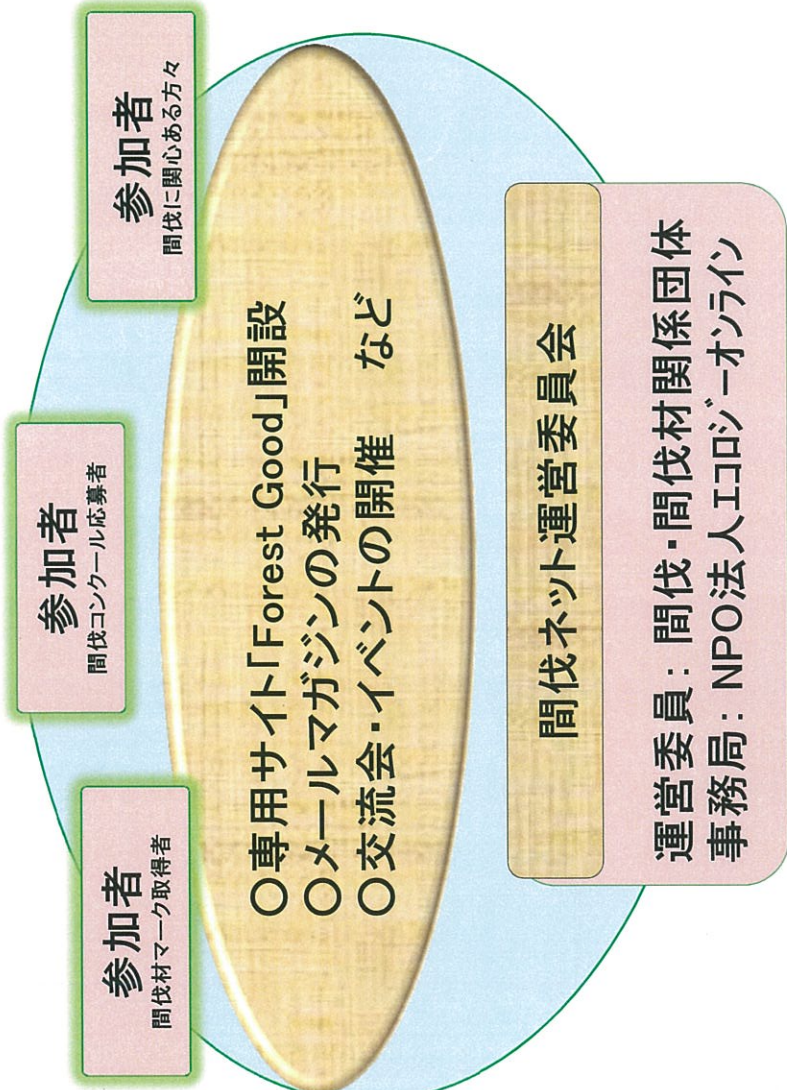 参加者
間伐材マーク取得者
参加者
間伐コンクール応募者
参加者
間伐に関心ある方々
○専用サイト「Forest Good」開設
○メールマガジンの発行
○交流会・イベントの開催　など
間伐ネット運営委員会
運営委員：間伐・間伐材関係団体
事務局：NPO法人エコロジーオンライン